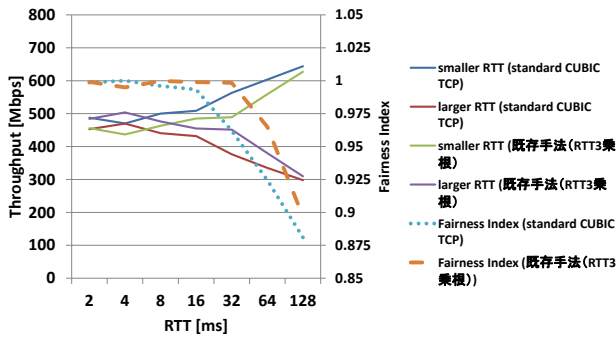 800
700
600
500
400
300
200
100
0
Throughput [Mbps]
2 4 8 16 32 64 128
RTT [ms]
1.05
1.025
1
0.975
0.95
0.925
0.9
0.875
0.85
Fairness Index
smaller RTT (standard CUBIC
TCP)
larger RTT (standard CUBIC
TCP)
smaller RTT (既存手法(RTT3乗
根)
larger RTT (既存手法(RTT3乗
根)
Fairness Index (standard CUBIC
TCP)
Fairness Index (既存手法(RTT3
乗根))